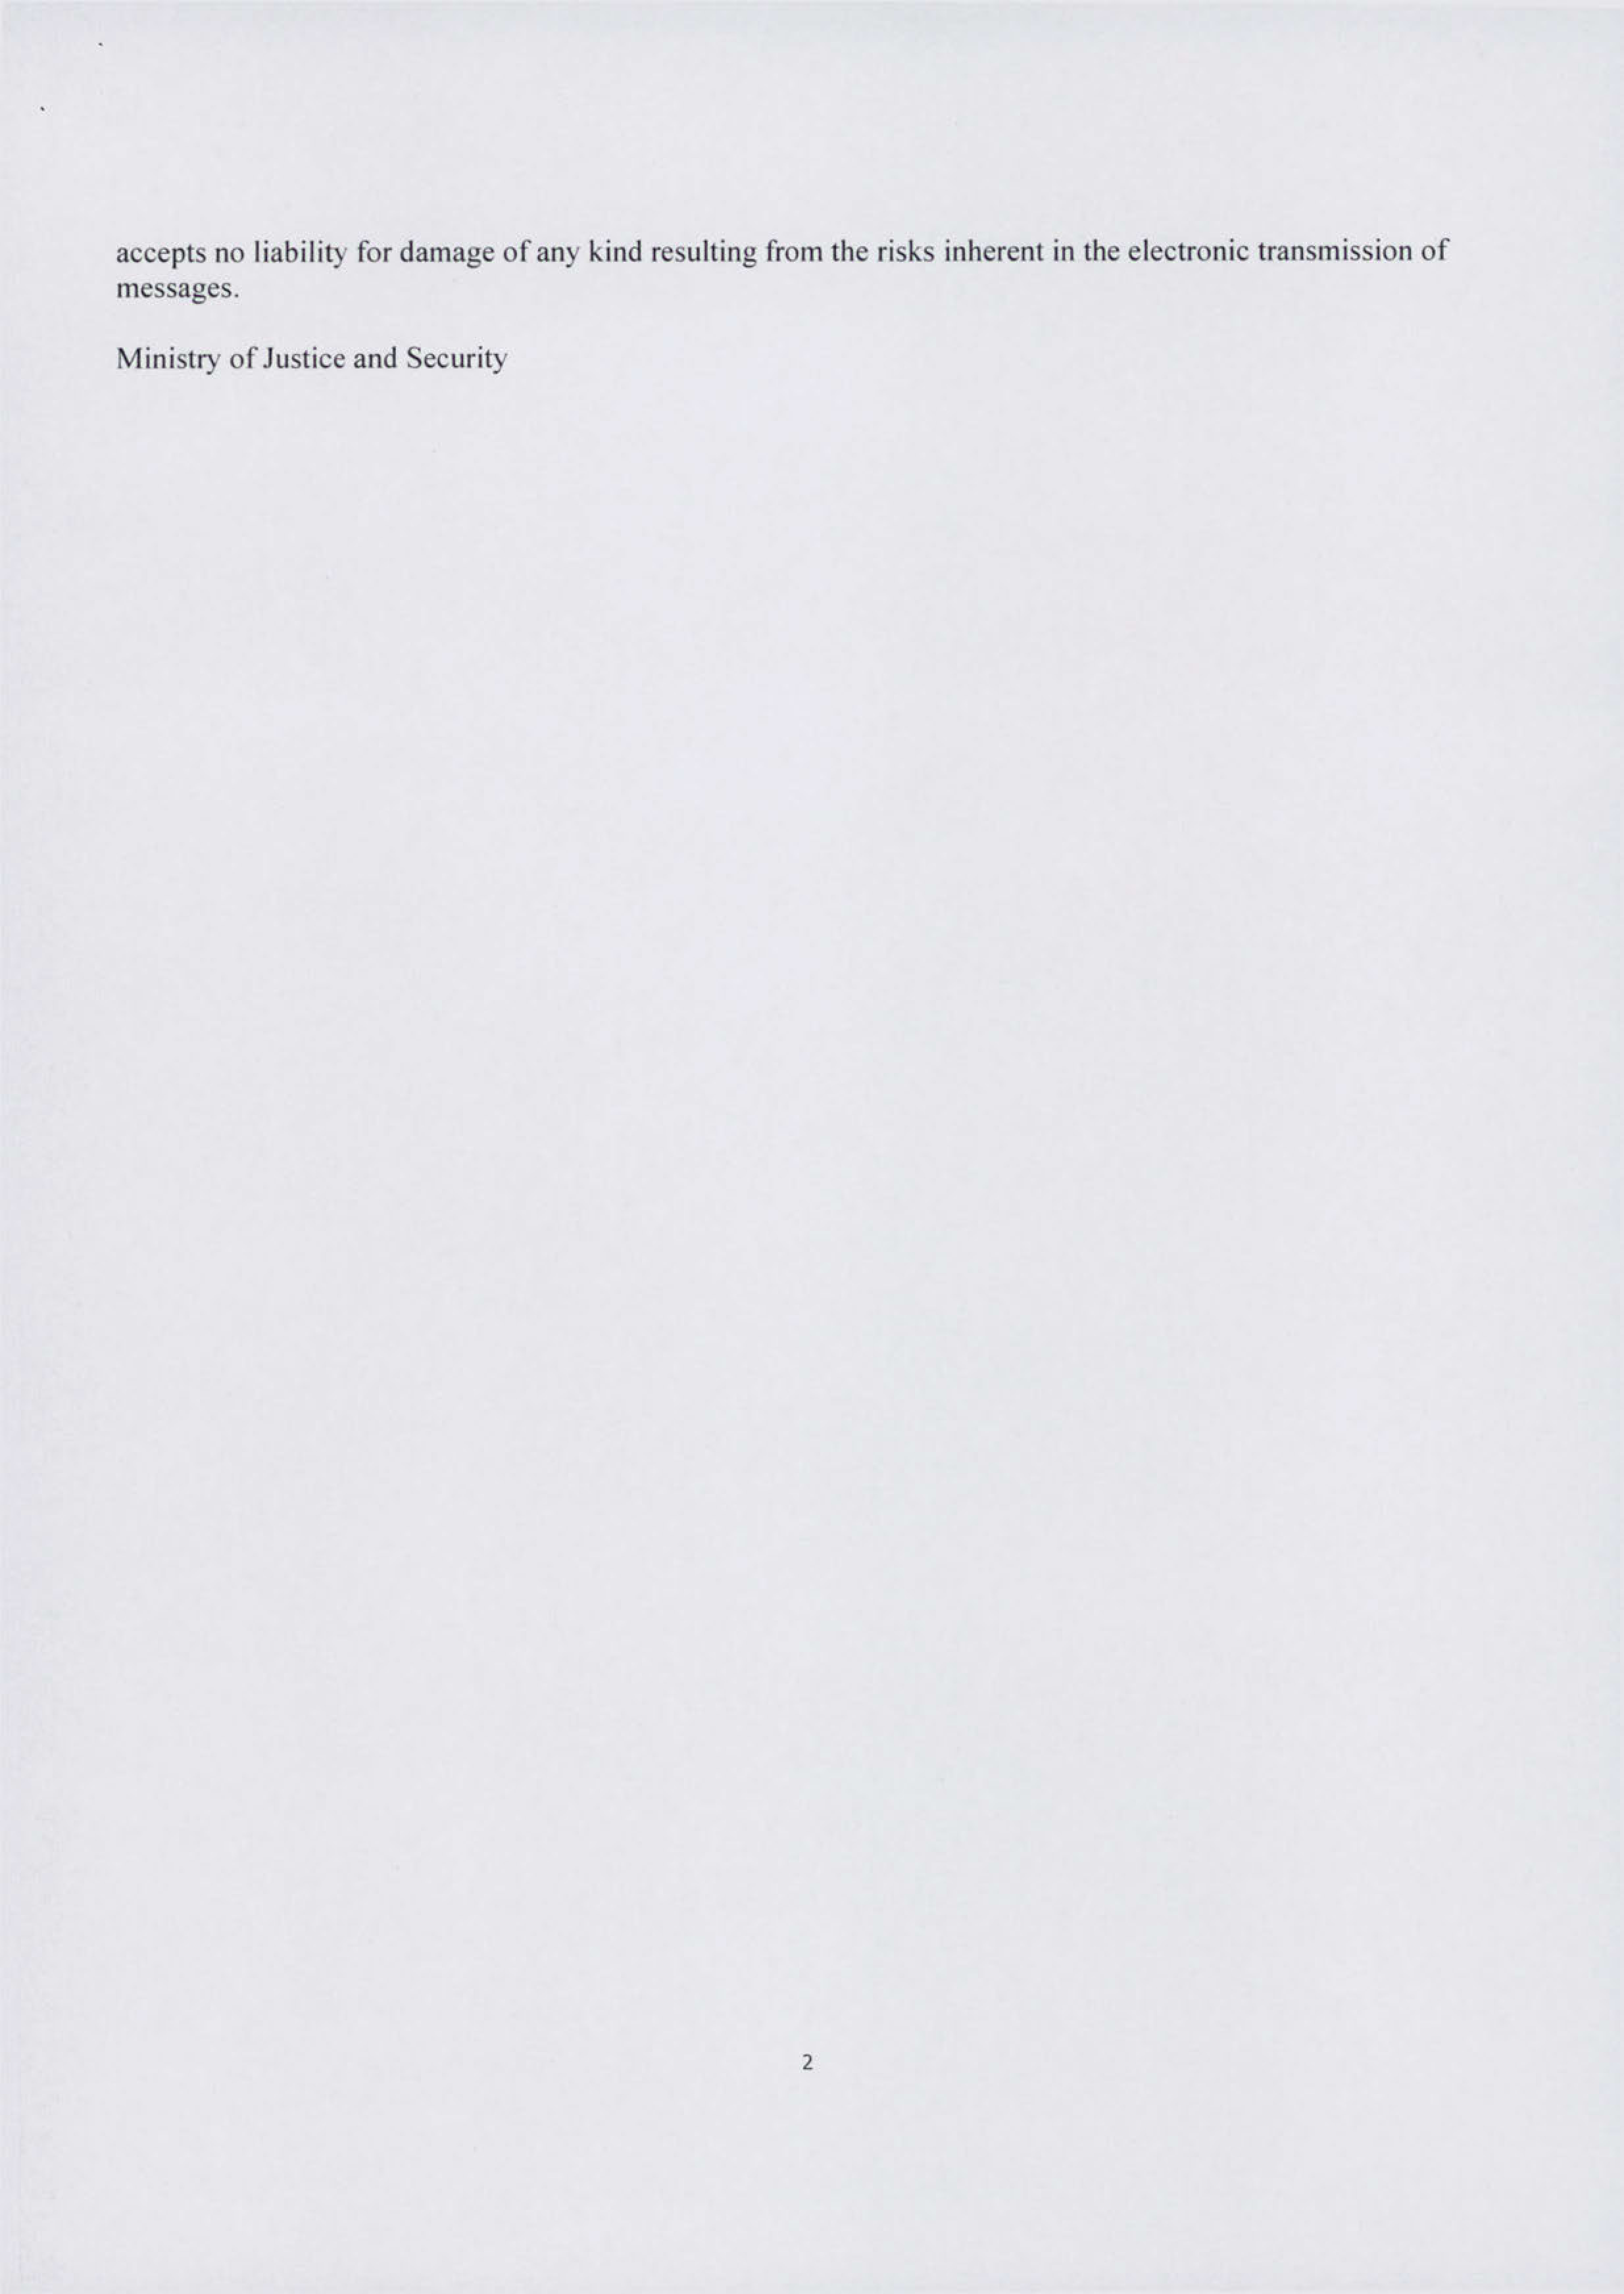 accepts no liability for damage of any kind resulting from the risks inherent in the electronic transmission of
messages.
Ministry of Justice and Security
2